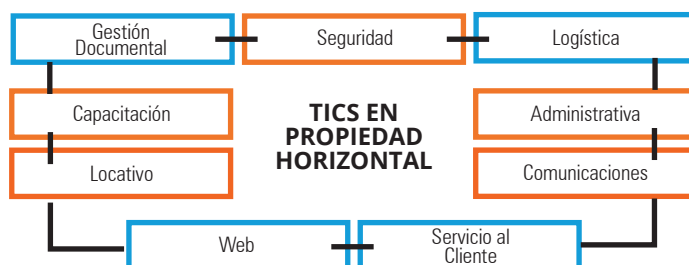 Gestión
Documental
Seguridad
Logística
Capacitación
TICS EN
PROPIEDAD
HORIZONTAL
Administrativa
Locativo
Comunicaciones
Web
Servicio al
Cliente